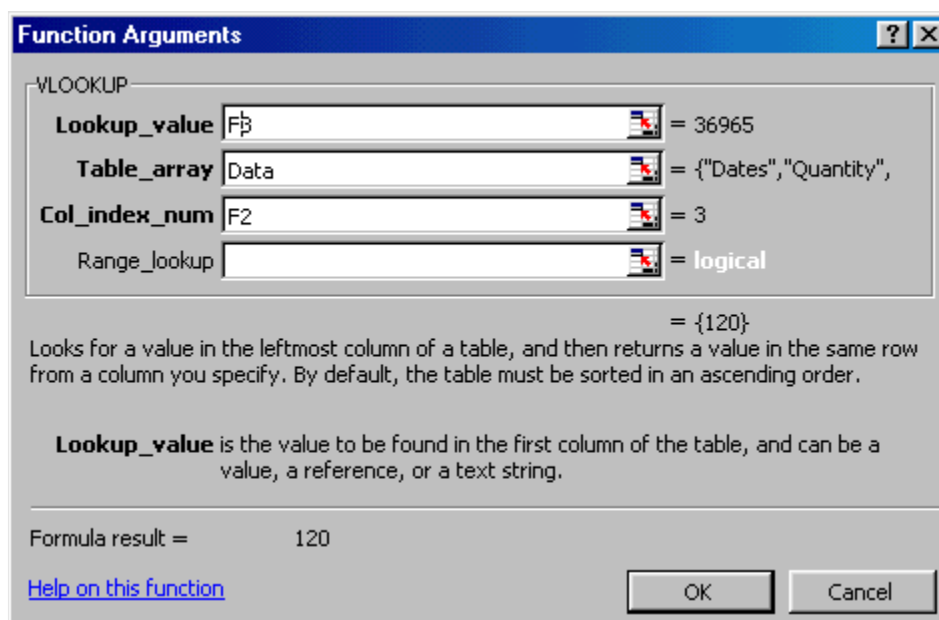 Function Arguments
VLOOKUP
Lookup_value F3 = 36965
Table_array Data = {"Dates","Quantity",
Col_index_num F2 = 3
Range_lookup = logical
= {120}
Looks for a value in the leftmost column of a table, and then returns a value in the same row
from a column you specify. By default, the table must be sorted in an ascending order.
Lookup_value is the value to be found in the first column of the table, and can be a
value, a reference, or a text string.
Formula result = 120
Help on this function OK Cancel